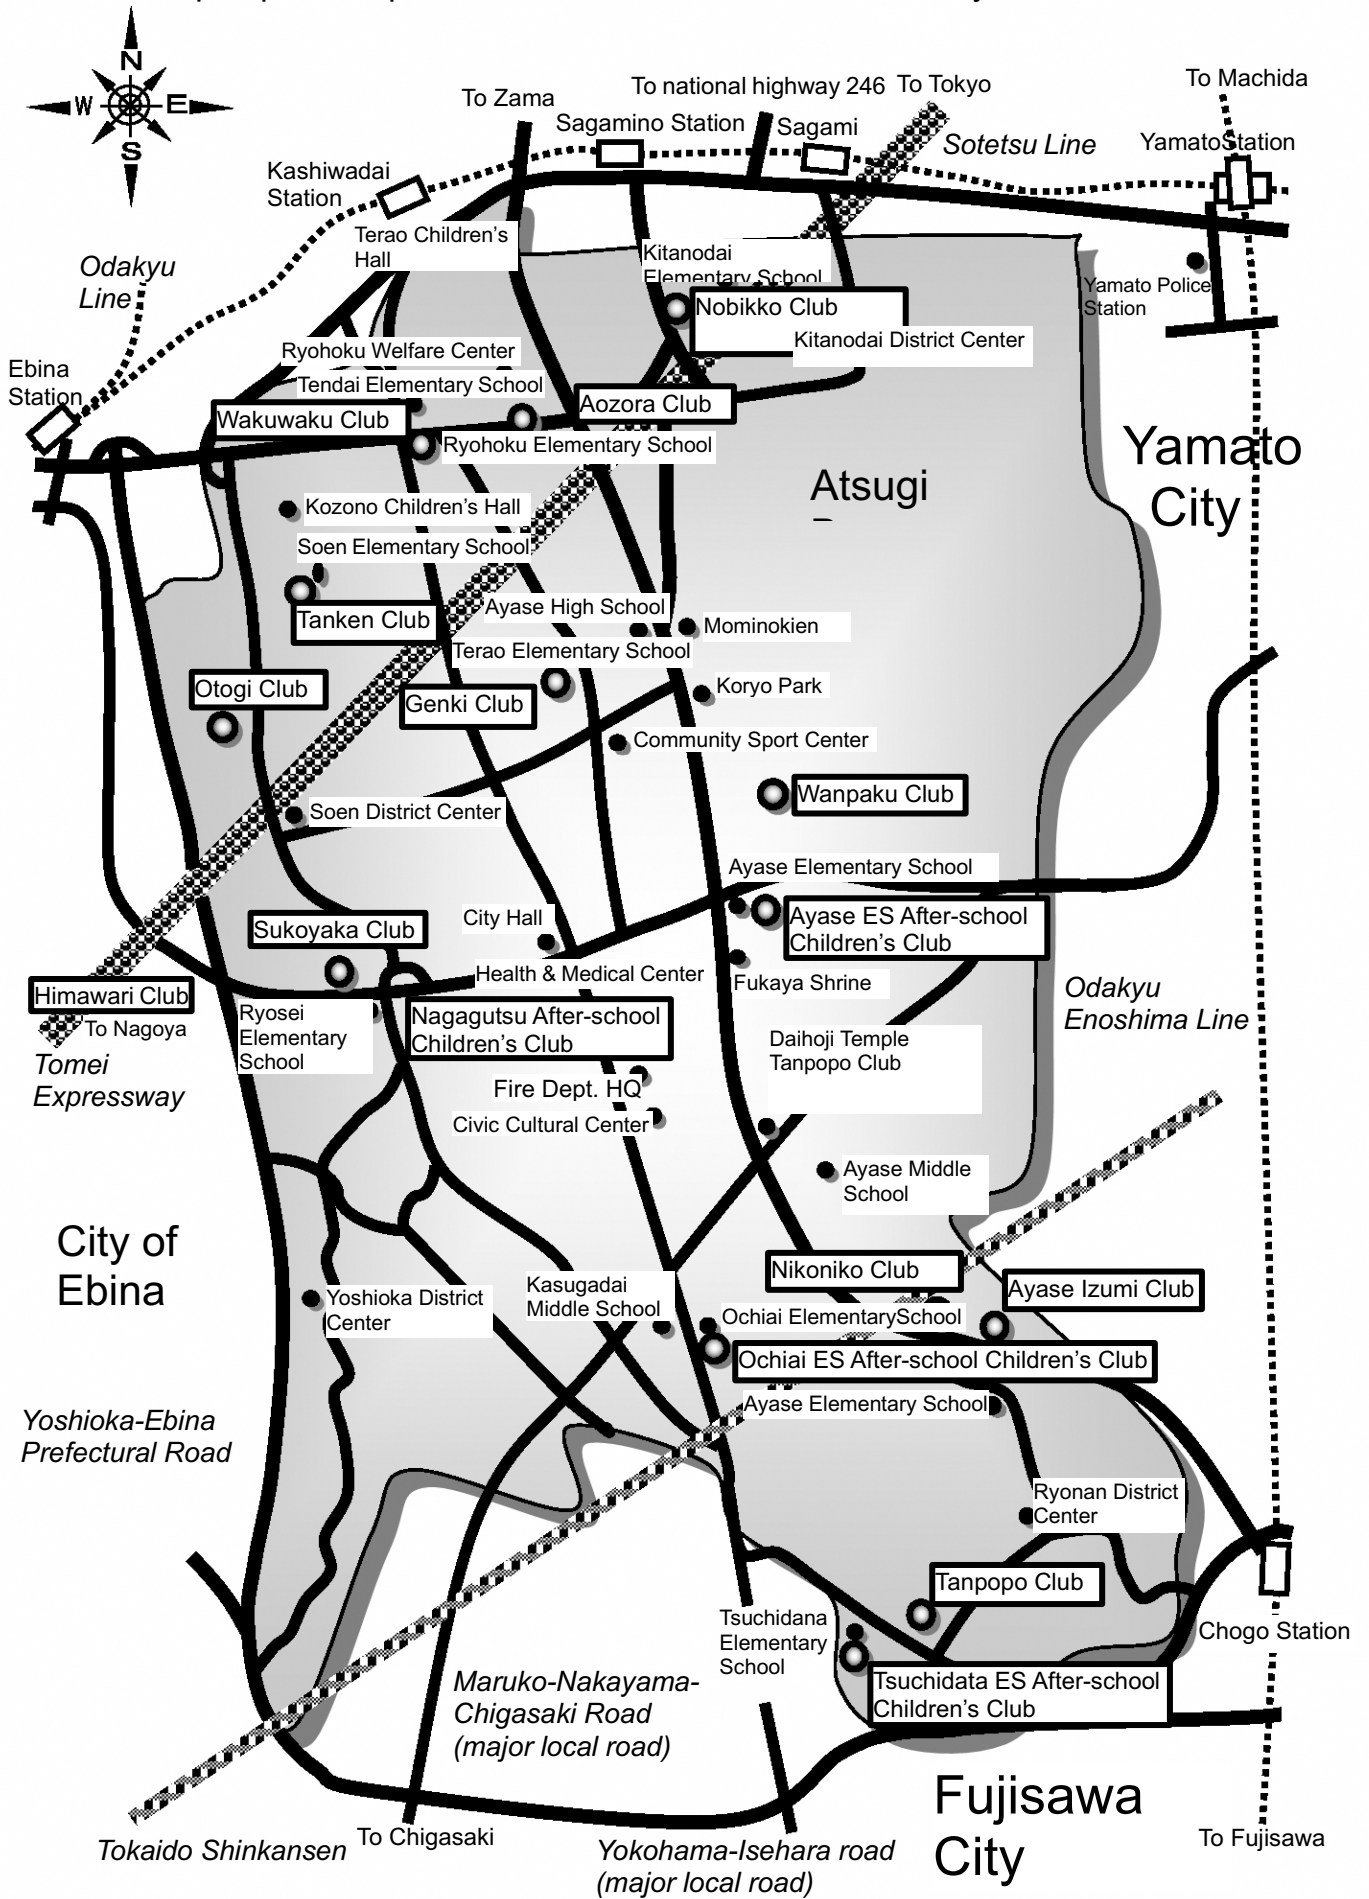 N
W
E
S
To Zama
To national highway 246
To Tokyo
To Machida
Sagamino Station
Sagami
Sotetsu Line
YamatoStation
Kashiwadai
Station
Terao Children's
Hall
Kitanodai
Elementary School
Odakyu
Line
Yamato Police
Station
Nobikko Club
Kitanodai District Center
Ryohoku Welfare Center
Ebina
Station
Tendai Elementary School
Aozora Club
Wakuwaku Club
Ryohoku Elementary School
Yamato
City
Atsugi
Kozono Children's Hall
Soen Elementary School
Tanken Club
Ayase High School
Mominokien
Terao Elementary School
Otogi Club
Genki Club
Koryo Park
Community Sport Center
Wanpaku Club
Soen District Center
Ayase Elementary School
Sukoyaka Club
City Hall
Ayase ES After-school
Children's Club
Health & Medical Center
Fukaya Shrine
Himawari Club
To Nagoya
Tomei
Expressway
Ryosei
Elementary
School
Nagagutsu After-school
Children's Club
Odakyu
Enoshima Line
Daihoji Temple
Tanpopo Club
Fire Dept. HQ
Civic Cultural Center
Ayase Middle
School
City of
Ebina
Nikoniko Club
Ayase Izumi Club
Kasugadai
Middle School
Yoshioka District
Center
Ochiai ElementarySchool
Ochiai ES After-school Children's Club
Ayase Elementary School
Yoshioka-Ebina
Prefectural Road
Ryonan District
Center
Tanpopo Club
Tsuchidana
Elementary
School
Chogo Station
Tsuchidata ES After-school
Children's Club
Maruko-Nakayama-
Chigasaki Road
(major local road)
Fujisawa
City
Tokaido Shinkansen
To Chigasaki
Yokohama-Isehara road
(major local road)
To Fujisawa